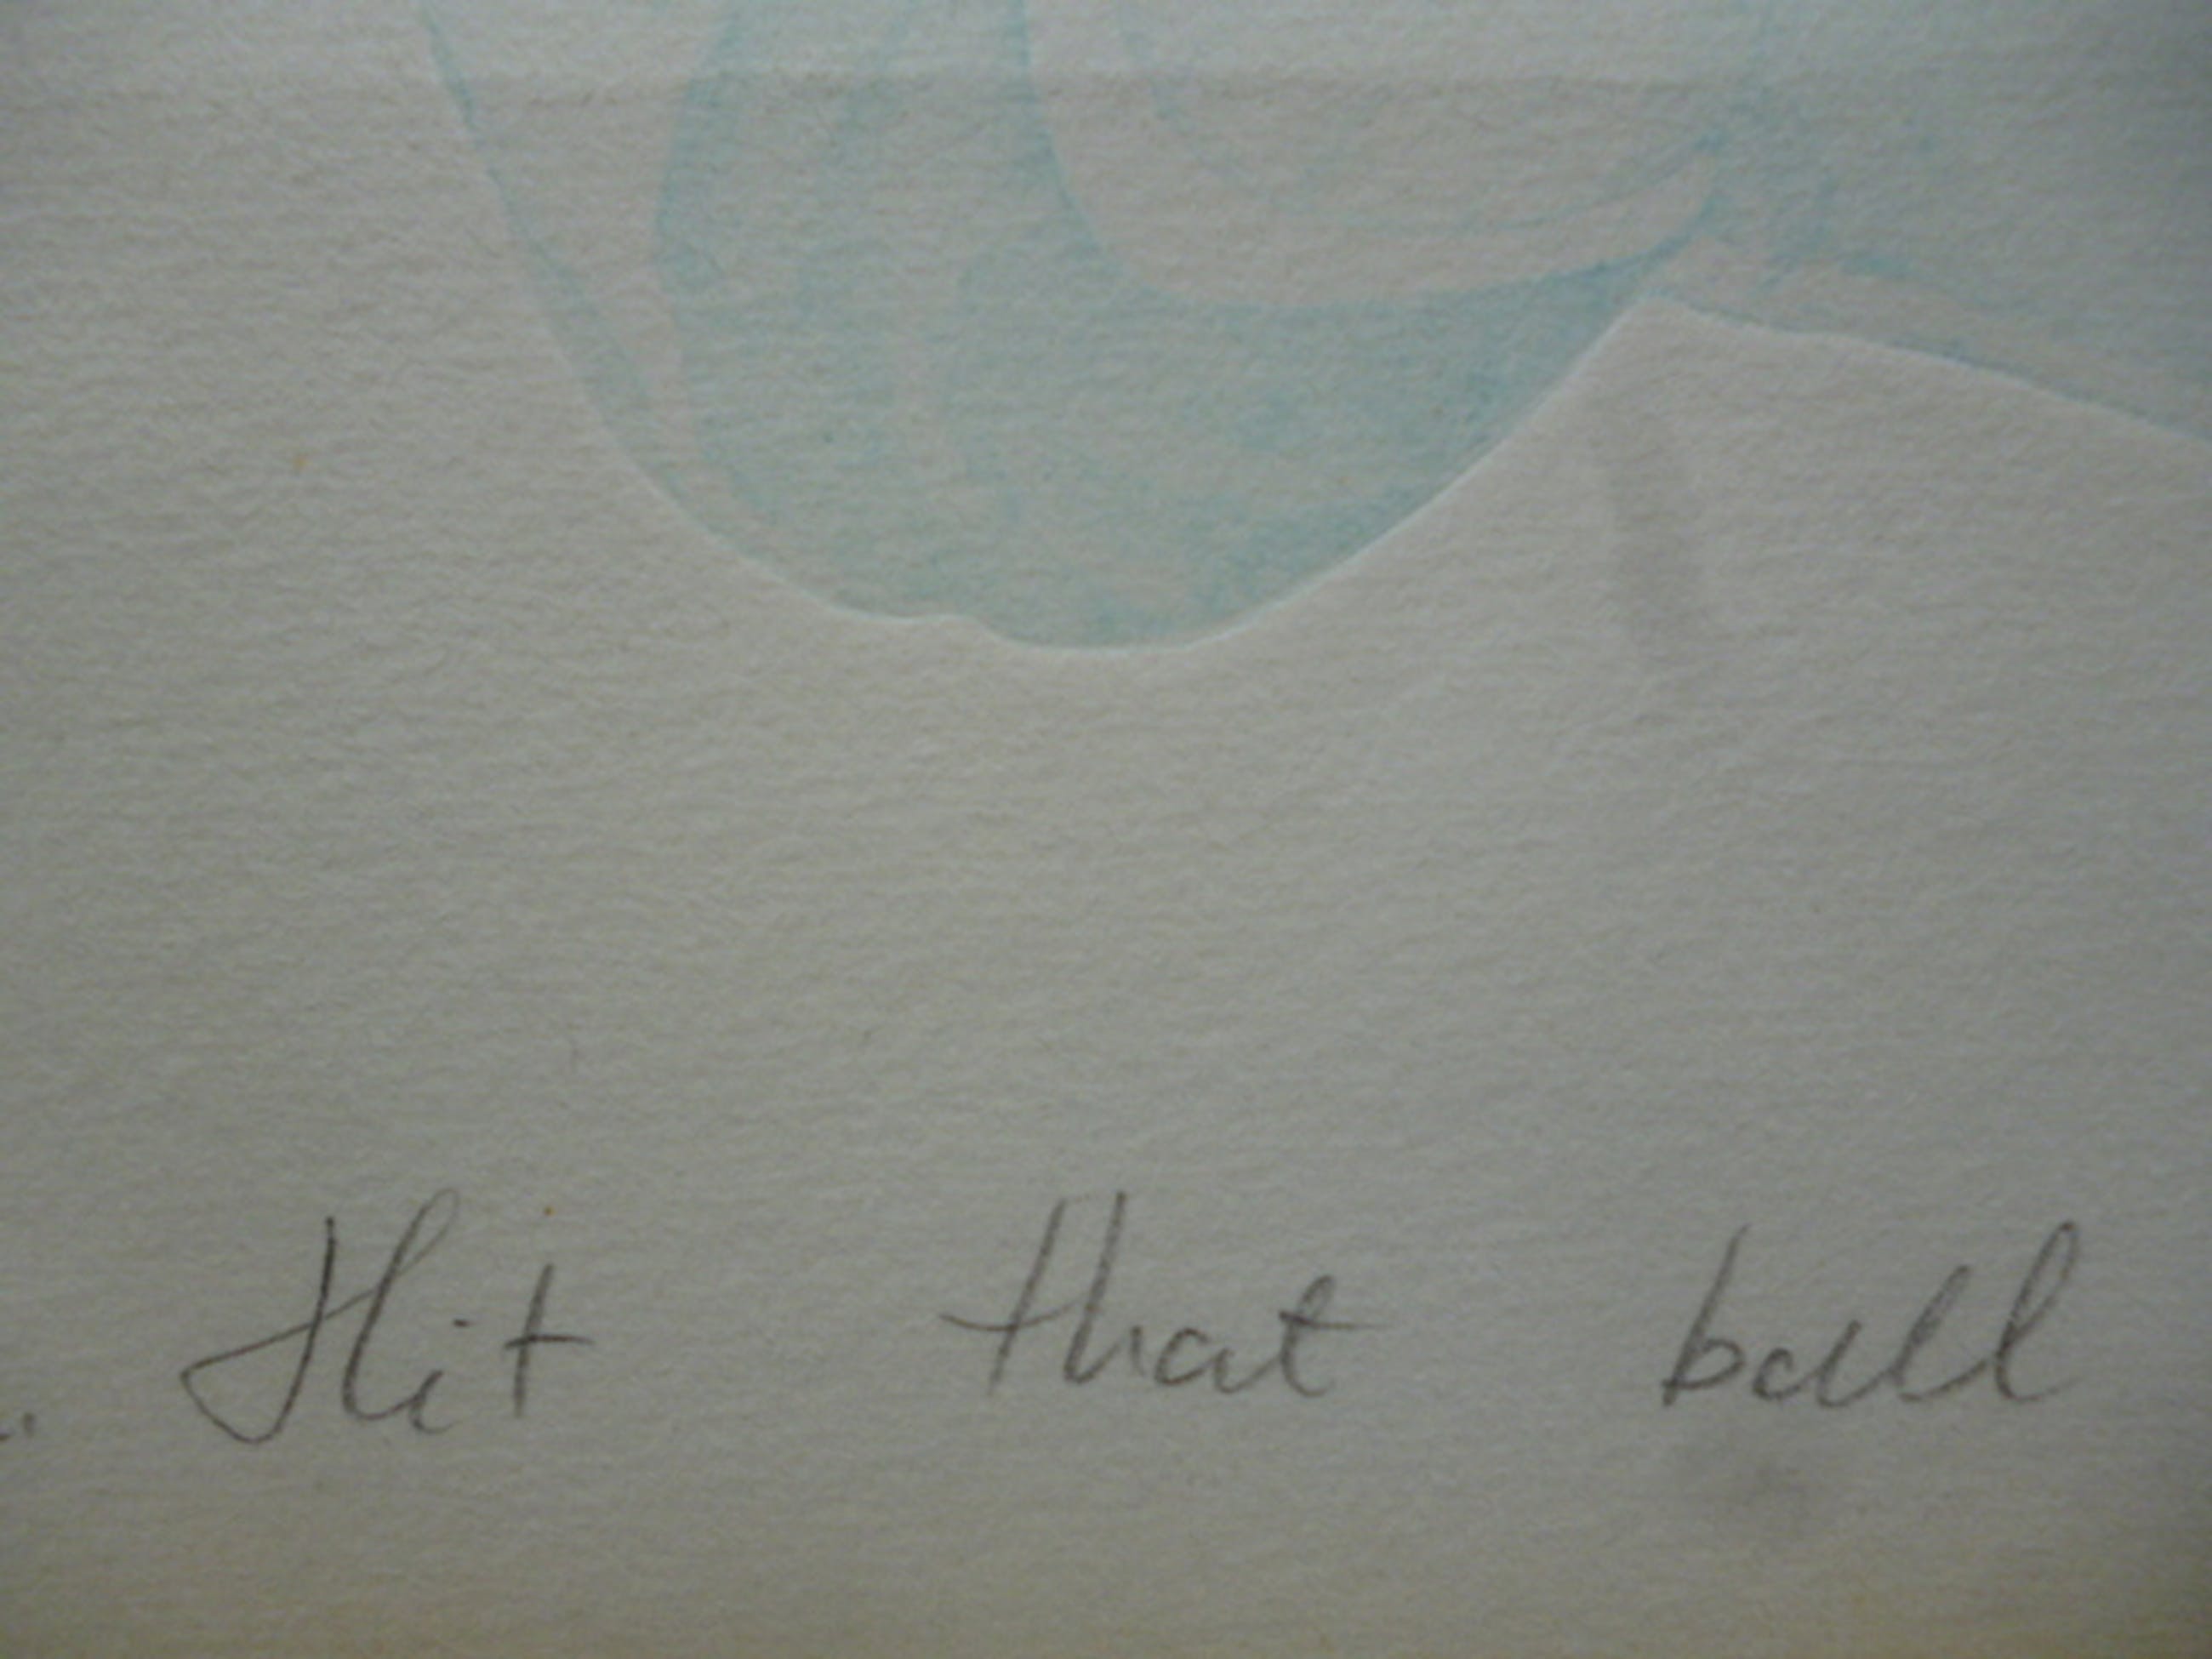 Hit that ball